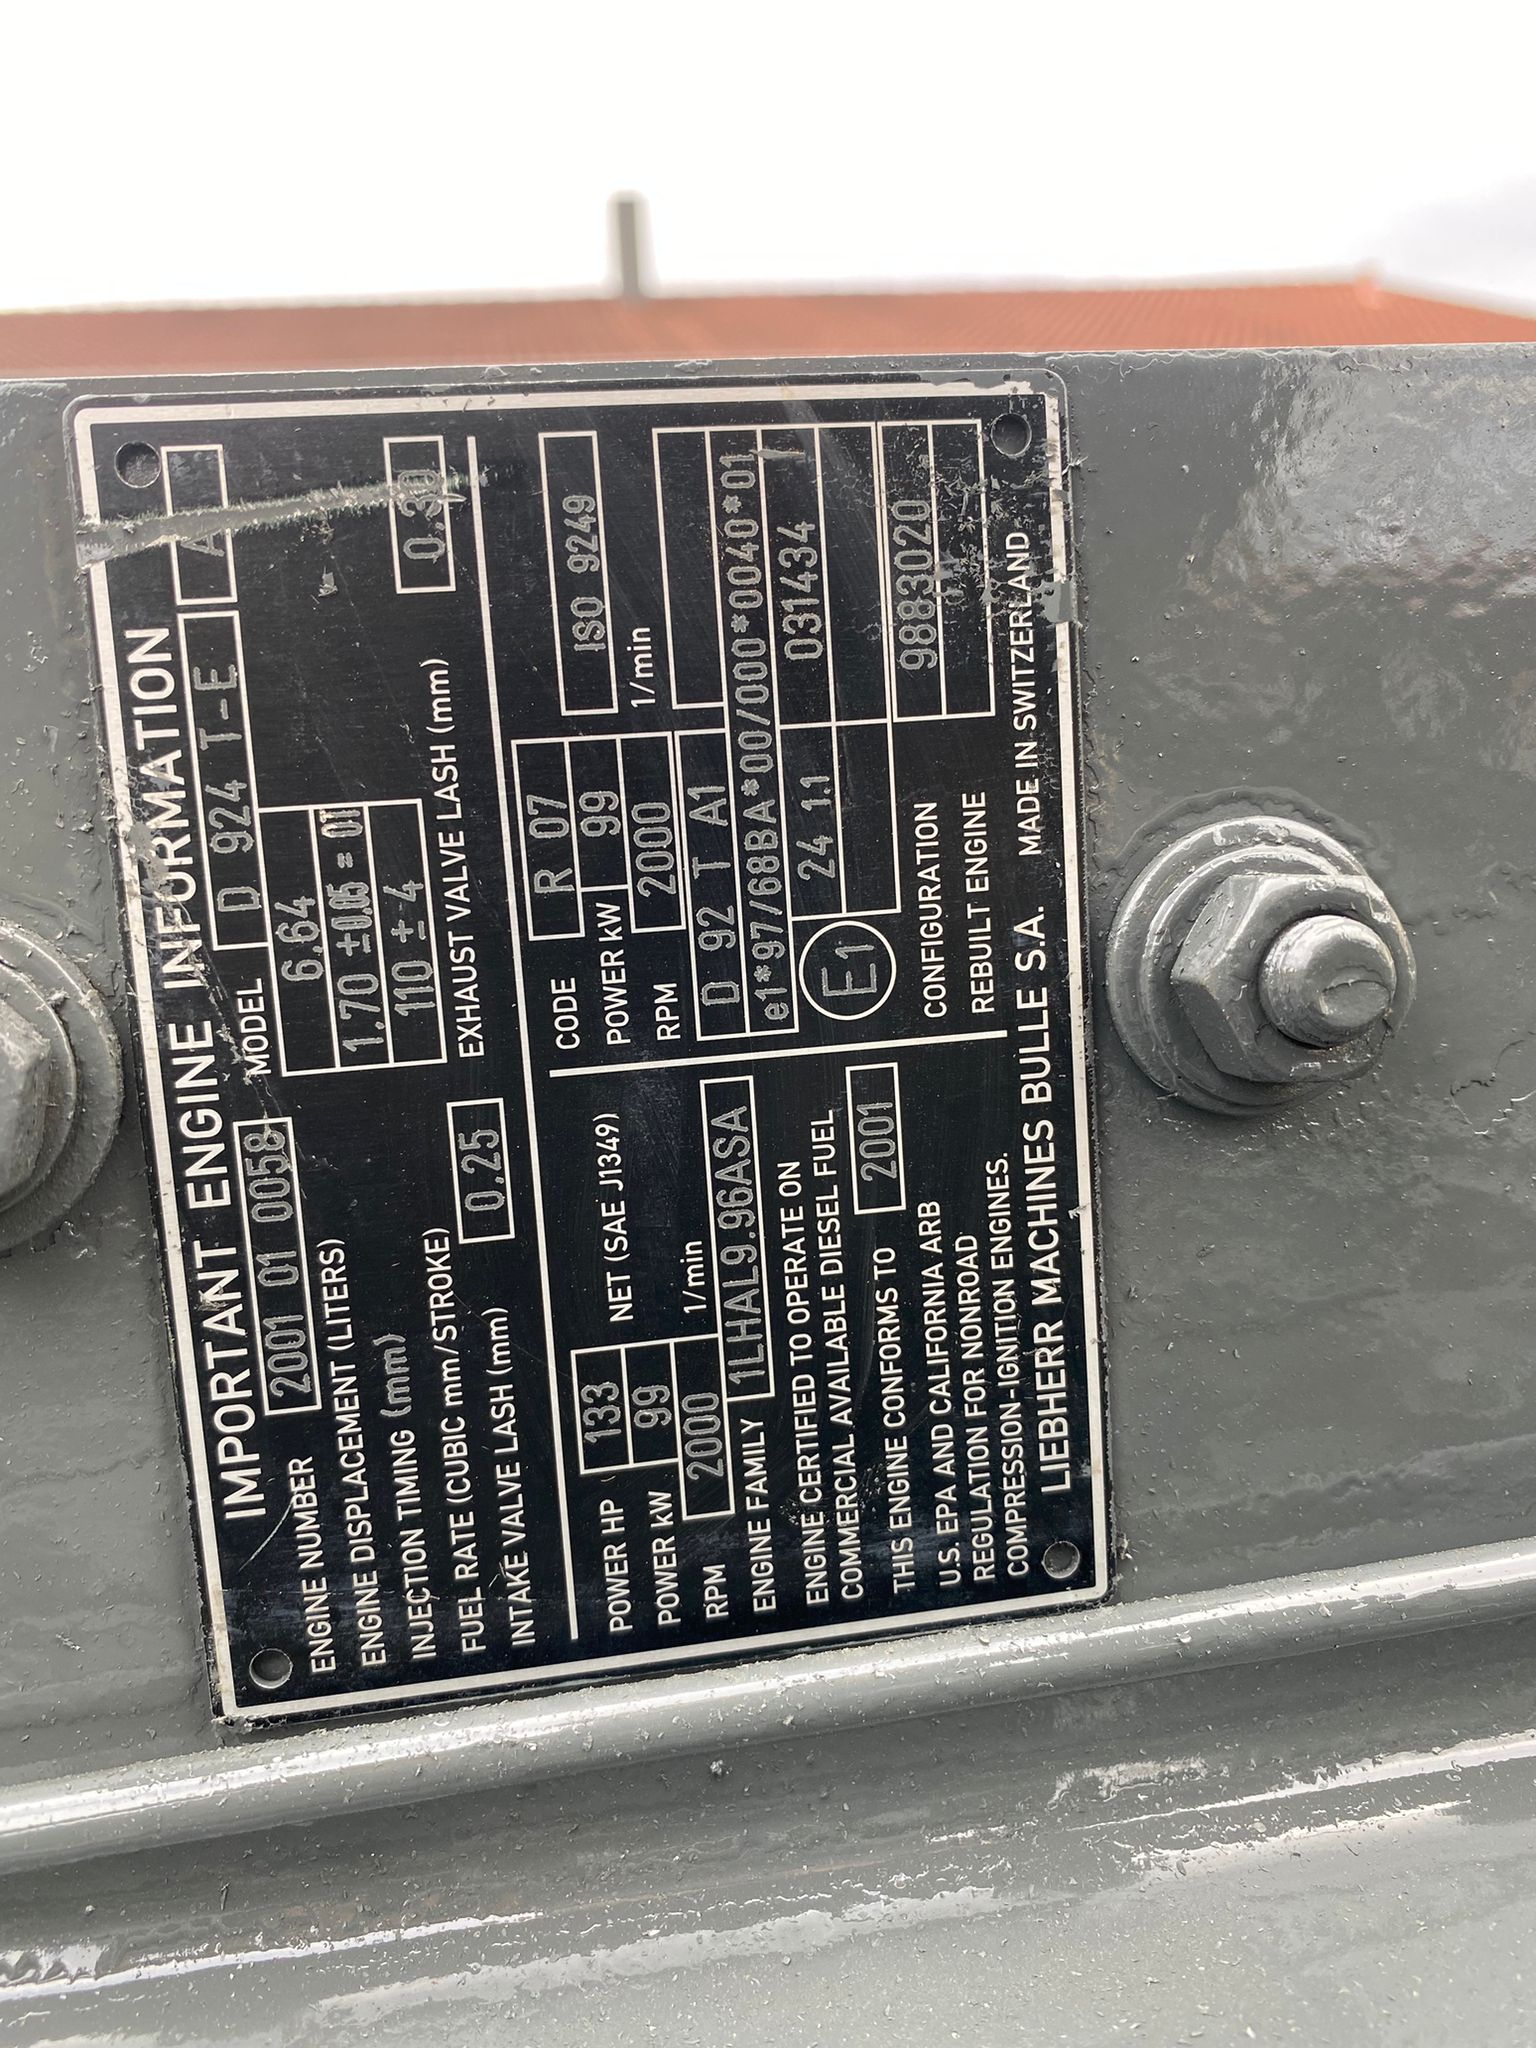 IMPORTANT ENGINE INFORMATION
ENGINE NUMBER 2001 01 0058 MODEL D 924 T-E A
ENGINE DISPLACEMENT (LITERS) 6,64
INJECTION TIMING (mm) 1.70 ±0.05 = OT
FUEL RATE (CUBIC mm/STROKE) 110 ± 4
INTAKE VALVE LASH (mm) 0,25 EXHAUST VALVE LASH (mm) 0,30
POWER HP 133 NET (SAE J1349)
POWER kW 99
RPM 2000 1/min
ENGINE FAMILY 1LHAL9.96ASA
ENGINE CERTIFIED TO OPERATE ON
COMMERCIAL AVAILABLE DIESEL FUEL
THIS ENGINE CONFORMS TO 2001
U.S. EPA AND CALIFORNIA ARB
REGULATION FOR NONROAD
COMPRESSION-IGNITION ENGINES.
CODE R 07 ISO 9249
POWER kW 99
RPM 2000 1/min
D 92 T A1
e1*97/68BA*00/000*0040*01
E1 24 1.1 031434
CONFIGURATION 9883020
REBUILT ENGINE
LIEBHERR MACHINES BULLE S.A. MADE IN SWITZERLAND